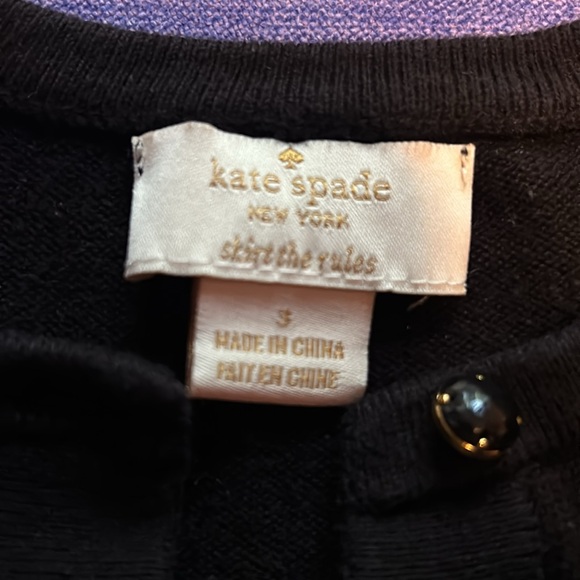 kate spade
NEW YORK
skirt the rules
S
MADE IN CHINA
FAIT EN CHINE